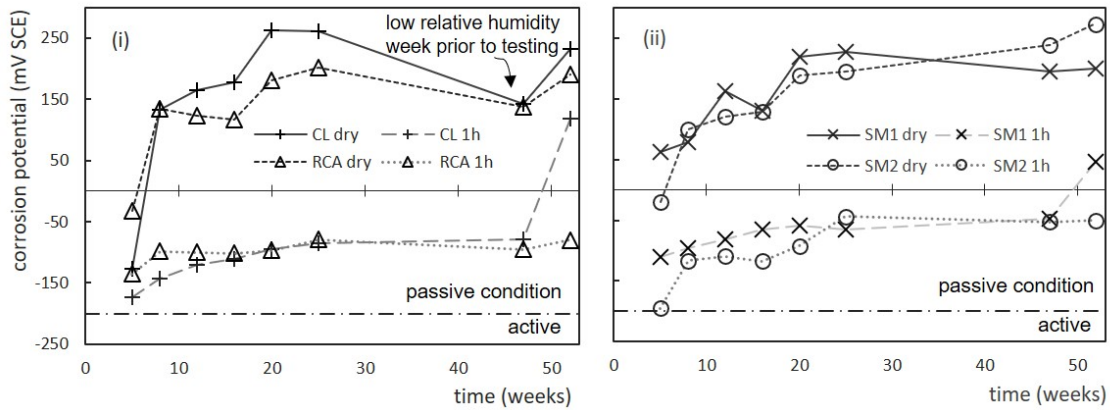 corrosion potential (mV SCE)
250
150
50
-50
-150
-250
(i)
low relative humidity
week prior to testing
CL dry
CL 1h
RCA dry
RCA 1h
passive condition
active
0
10
20
30
40
50
time (weeks)
(ii)
SM1 dry
SM1 1h
SM2 dry
SM2 1h
passive condition
active
0
10
20
30
40
50
time (weeks)